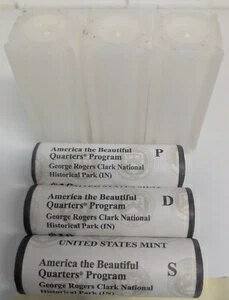 America the Beautiful P
Quarters® Program
George Rogers Clark National
Historical Park (IN)
America the Beautiful D
Quarters® Program
George Rogers Clark National
Historical Park (IN)
UNITED STATES MINT
America the Beautiful S
Quarters® Program
George Rogers Clark National
Historical Park (IN)